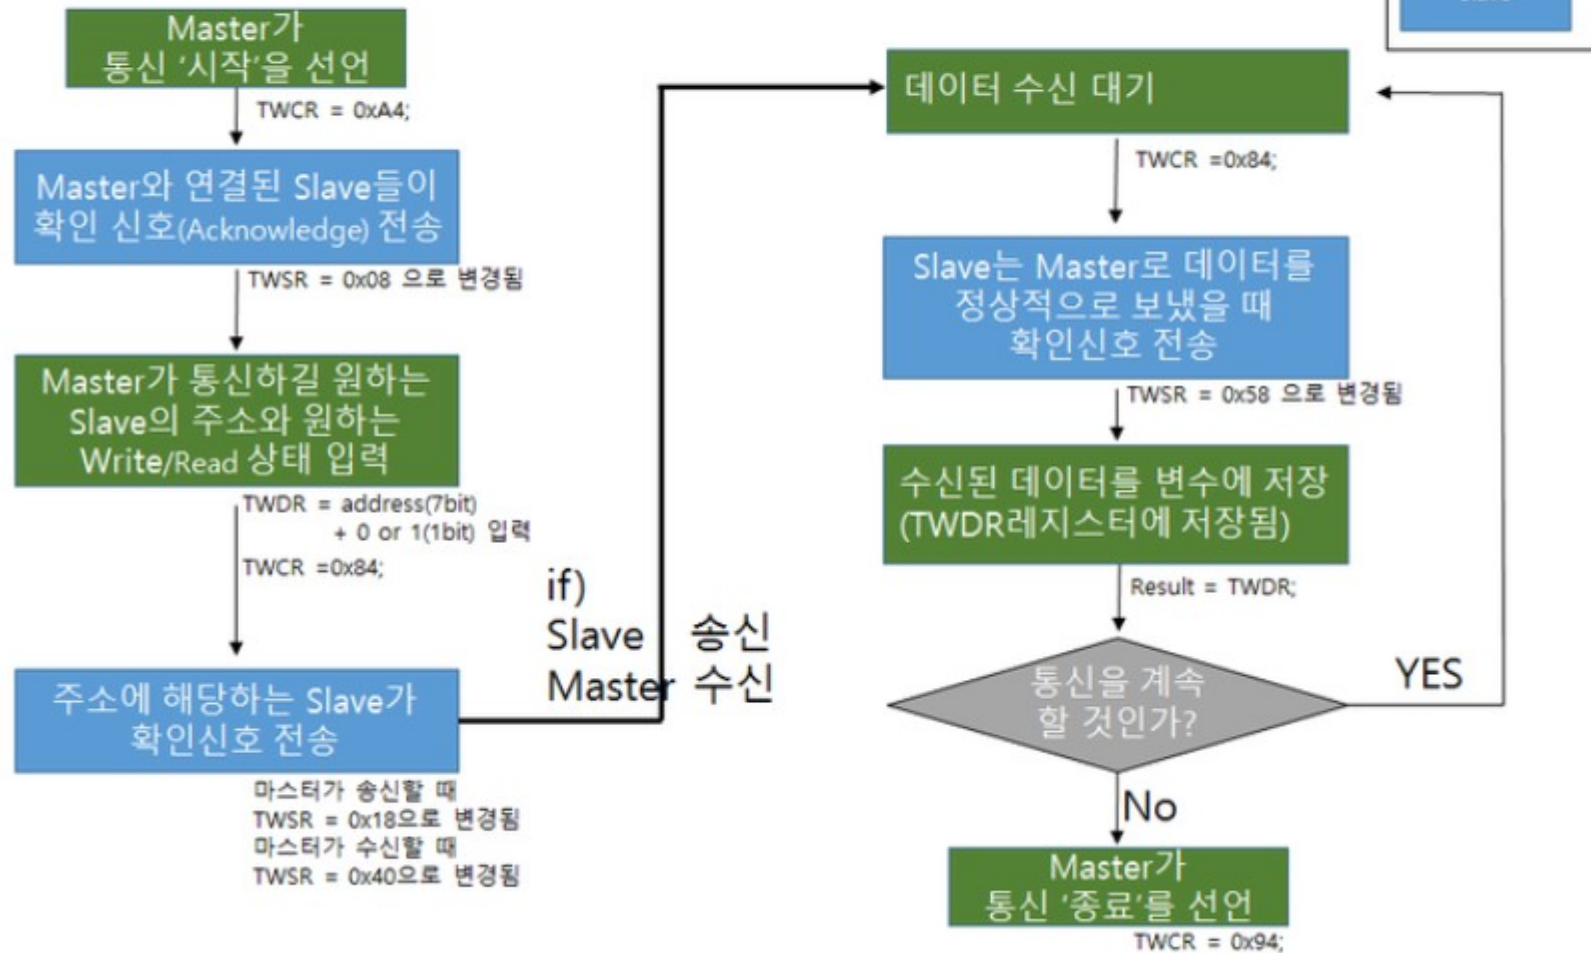 Master가
통신 '시작'을 선언
TWCR = 0xA4;
Master와 연결된 Slave들이
확인 신호(Acknowledge) 전송
TWSR = 0x08 으로 변경됨
Master가 통신하길 원하는
Slave의 주소와 원하는
Write/Read 상태 입력
TWDR = address(7bit)
+ 0 or 1(1bit) 입력
TWCR =0x84;
주소에 해당하는 Slave가
확인신호 전송
마스터가 송신할 때
TWSR = 0x18으로 변경됨
마스터가 수신할 때
TWSR = 0x40으로 변경됨
if)
Slave 송신
Master 수신
데이터 수신 대기
TWCR =0x84;
Slave는 Master로 데이터를
정상적으로 보냈을 때
확인신호 전송
TWSR = 0x58 으로 변경됨
수신된 데이터를 변수에 저장
(TWDR레지스터에 저장됨)
Result = TWDR;
통신을 계속
할 것인가?
YES
No
Master가
통신 '종료'를 선언
TWCR = 0x94;